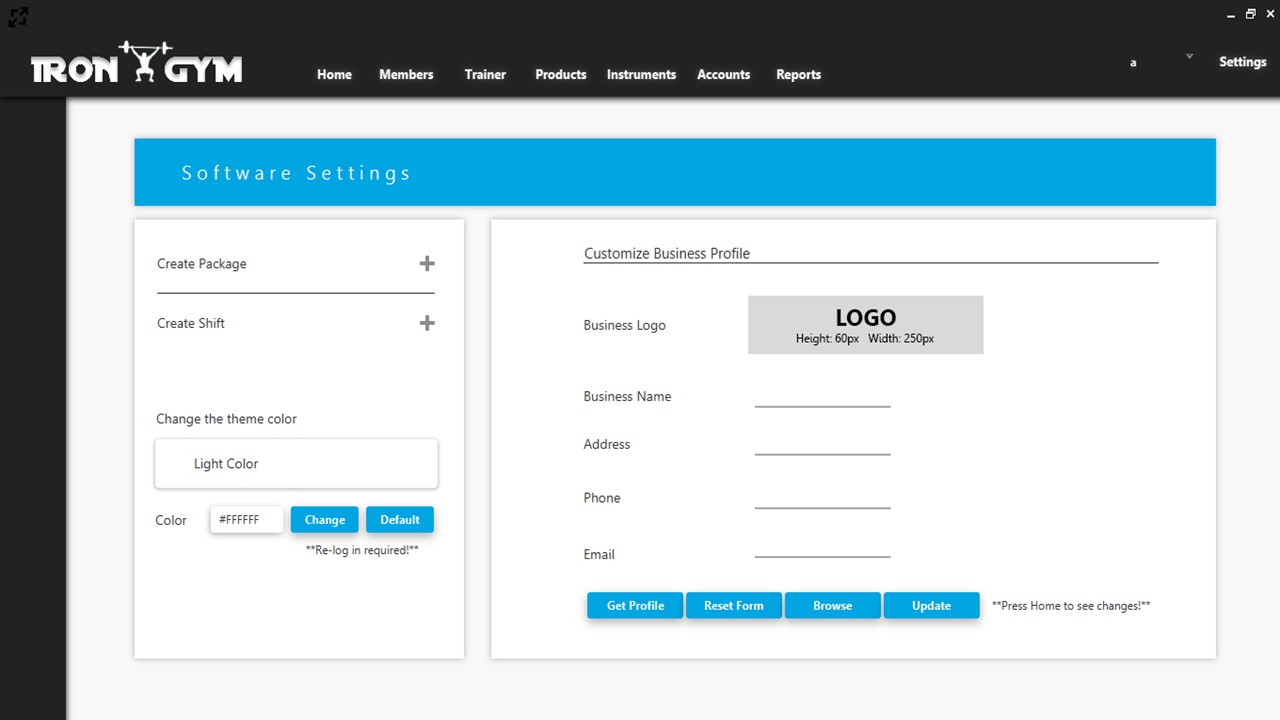 IRON GYM
Home Members Trainer Products Instruments Accounts Reports
a
Settings
Software Settings
Create Package
Create Shift
Change the theme color
Light Color
Color #FFFFFF Change Default
**Re-log in required!**
Customize Business Profile
Business Logo
LOGO
Height: 60px Width: 250px
Business Name
Address
Phone
Email
Get Profile Reset Form Browse Update **Press Home to see changes!**